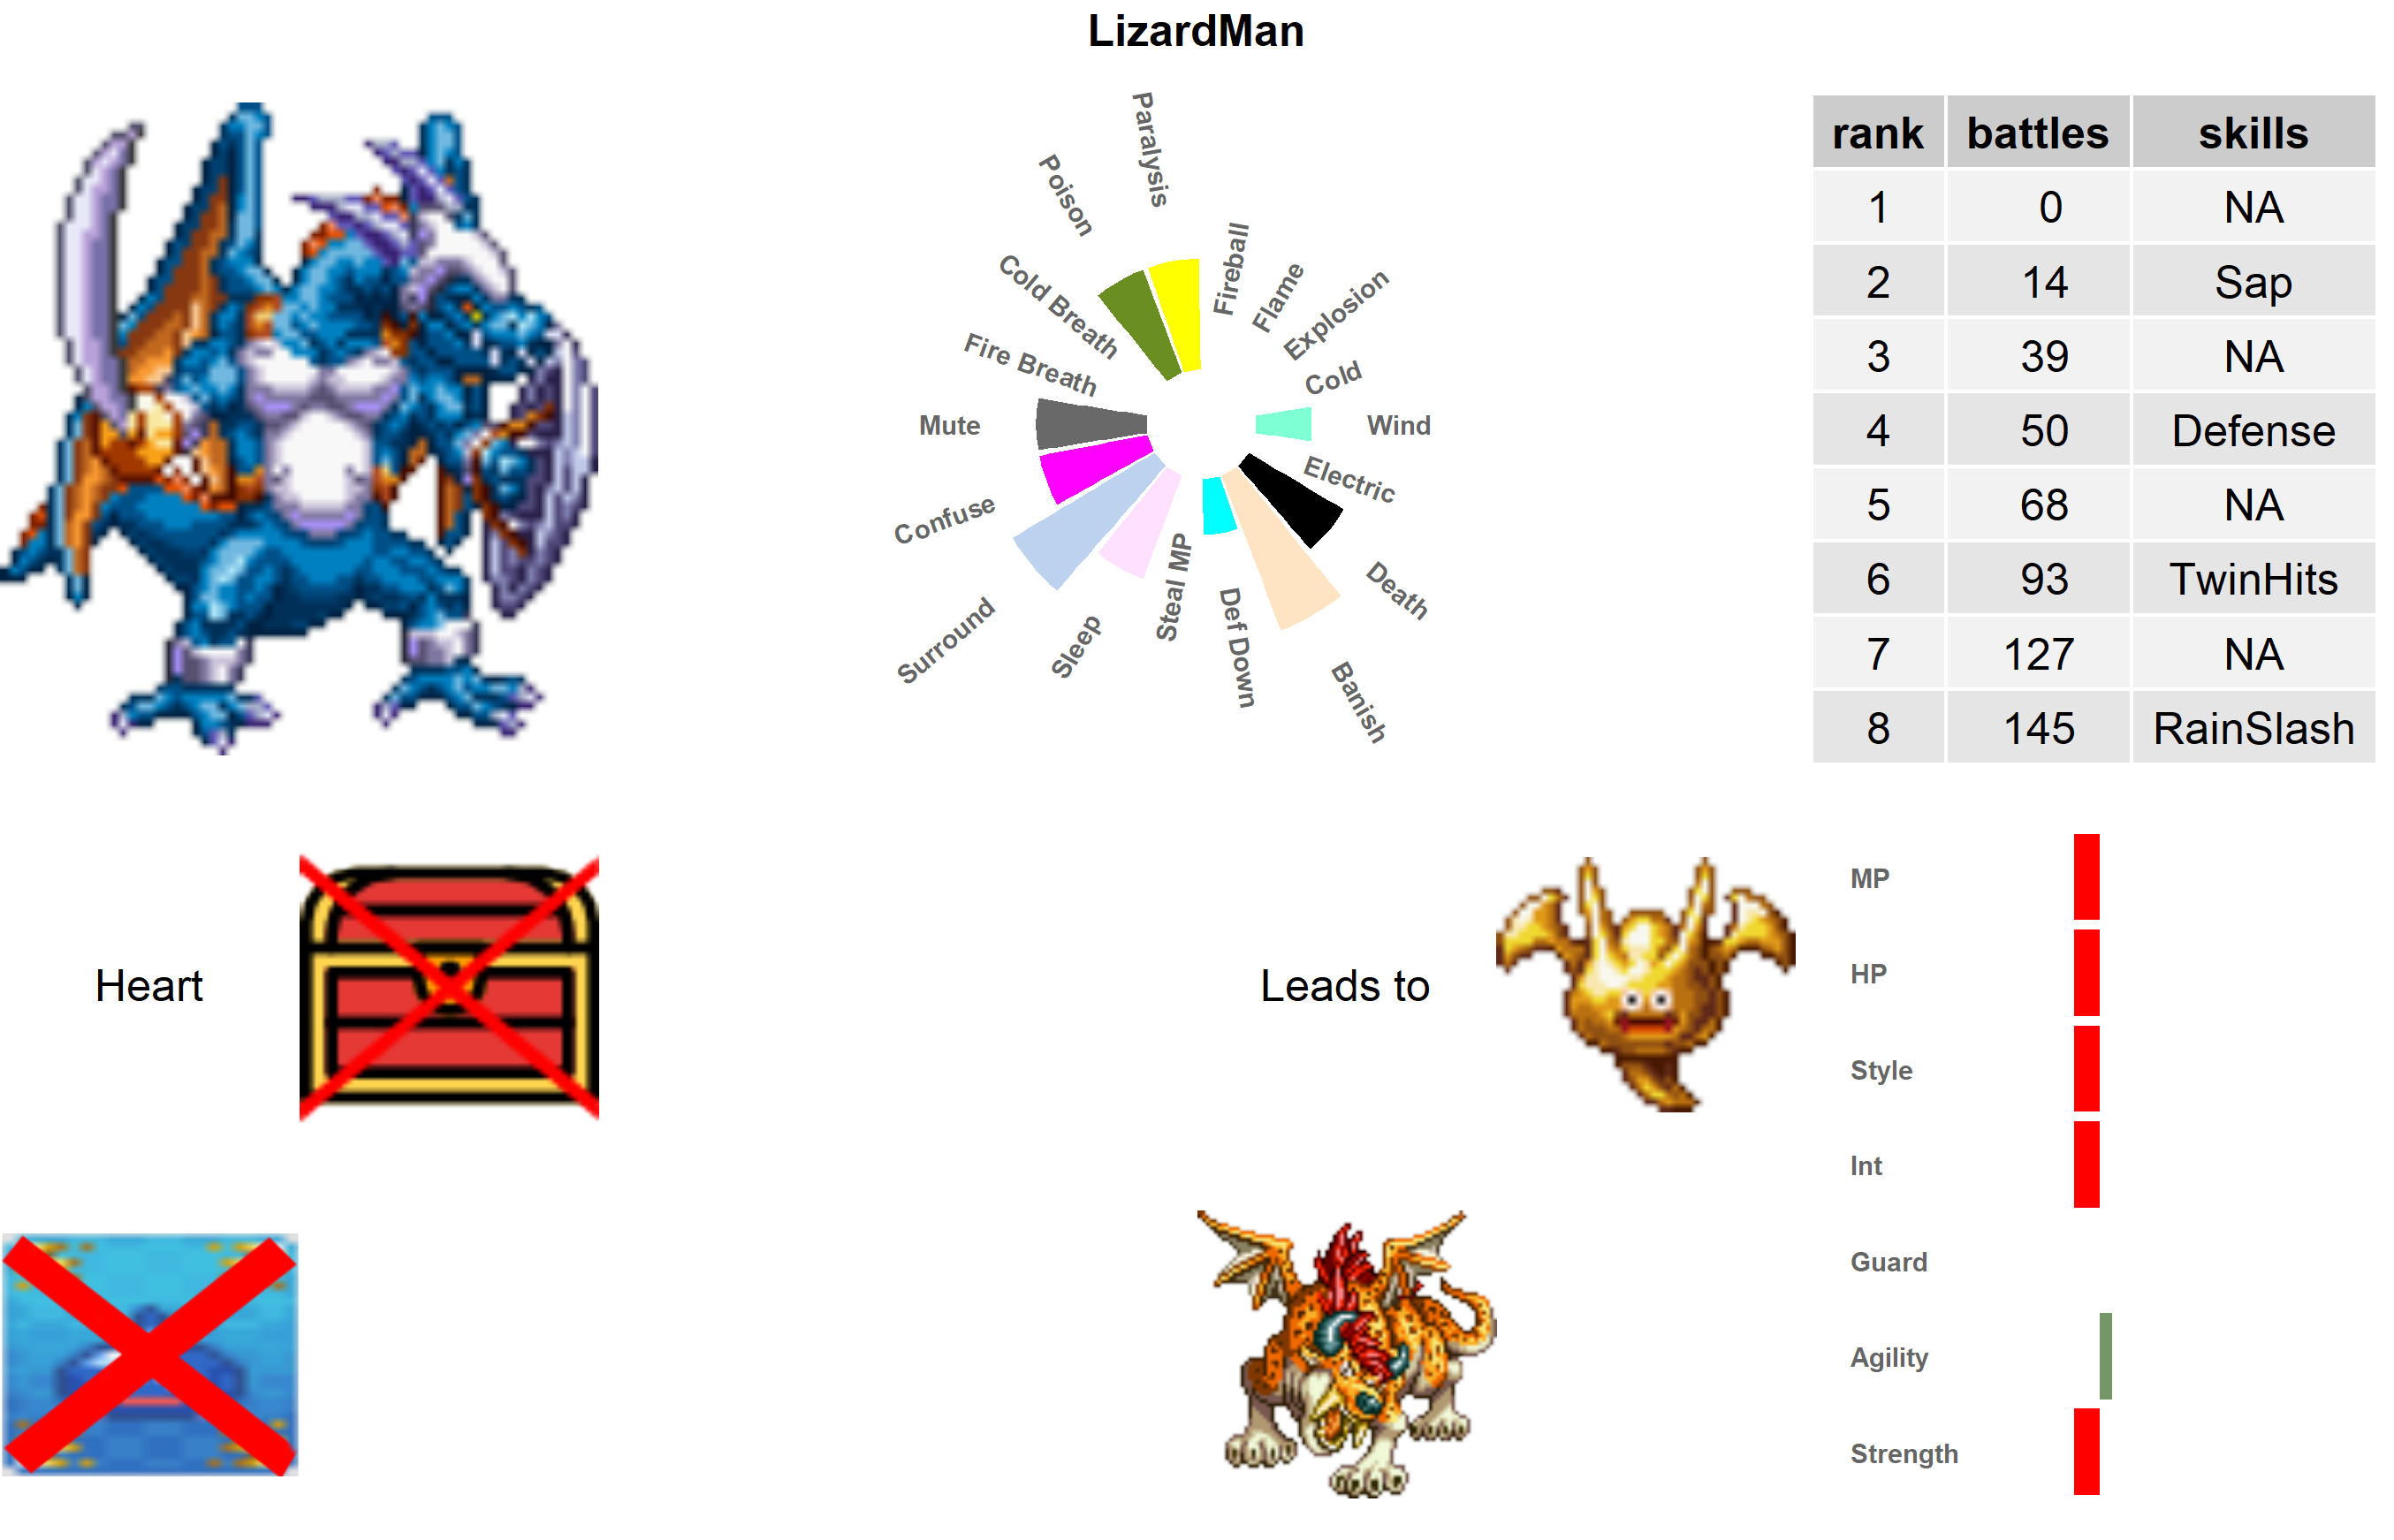 LizardMan
Paralysis
Poison
Cold Breath
Fire Breath
Mute
Confuse
Surround
Sleep
Steal MP
Def Down
Banish
Death
Electric
Wind
Cold
Explosion
Flame
Fireball
rank battles skills
1 0 NA
2 14 Sap
3 39 NA
4 50 Defense
5 68 NA
6 93 TwinHits
7 127 NA
8 145 RainSlash
Heart
Leads to
MP
HP
Style
Int
Guard
Agility
Strength